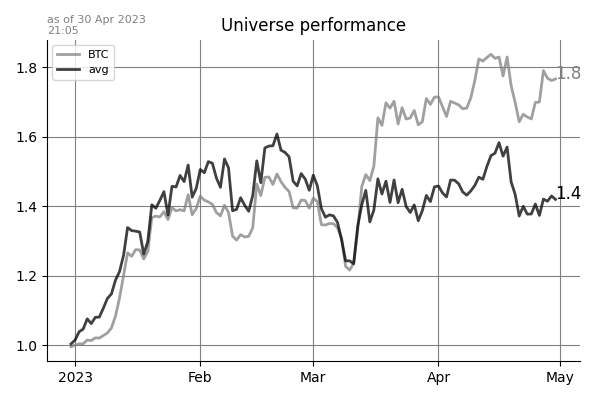 as of 30 Apr 2023
21:05
Universe performance
BTC
avg
1.8
1.6
1.4
1.2
1.0
1.8
1.4
2023
Feb
Mar
Apr
May